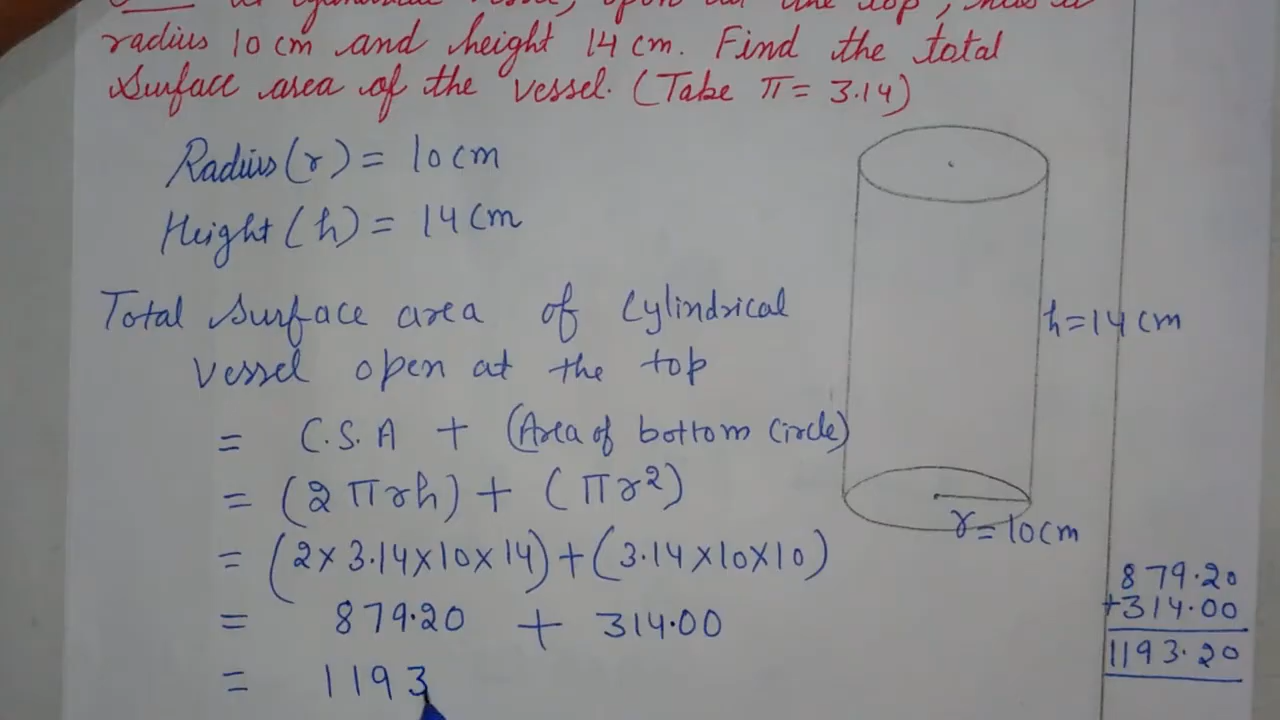 radius 10 cm and height 14 cm. Find the total
Surface area of the vessel. (Take π = 3.14)
Radius (r) = 10 cm
Height (h) = 14 cm
Total Surface area of Cylindrical
vessel open at the top
= C.S.A + (Area of bottom Circle)
= (2πrh) + (πr²)
= (2×3.14×10×14) + (3.14×10×10)
= 879.20 + 314.00
= 1193
h = 14 cm
r = 10 cm
879.20
+314.00
1193.20